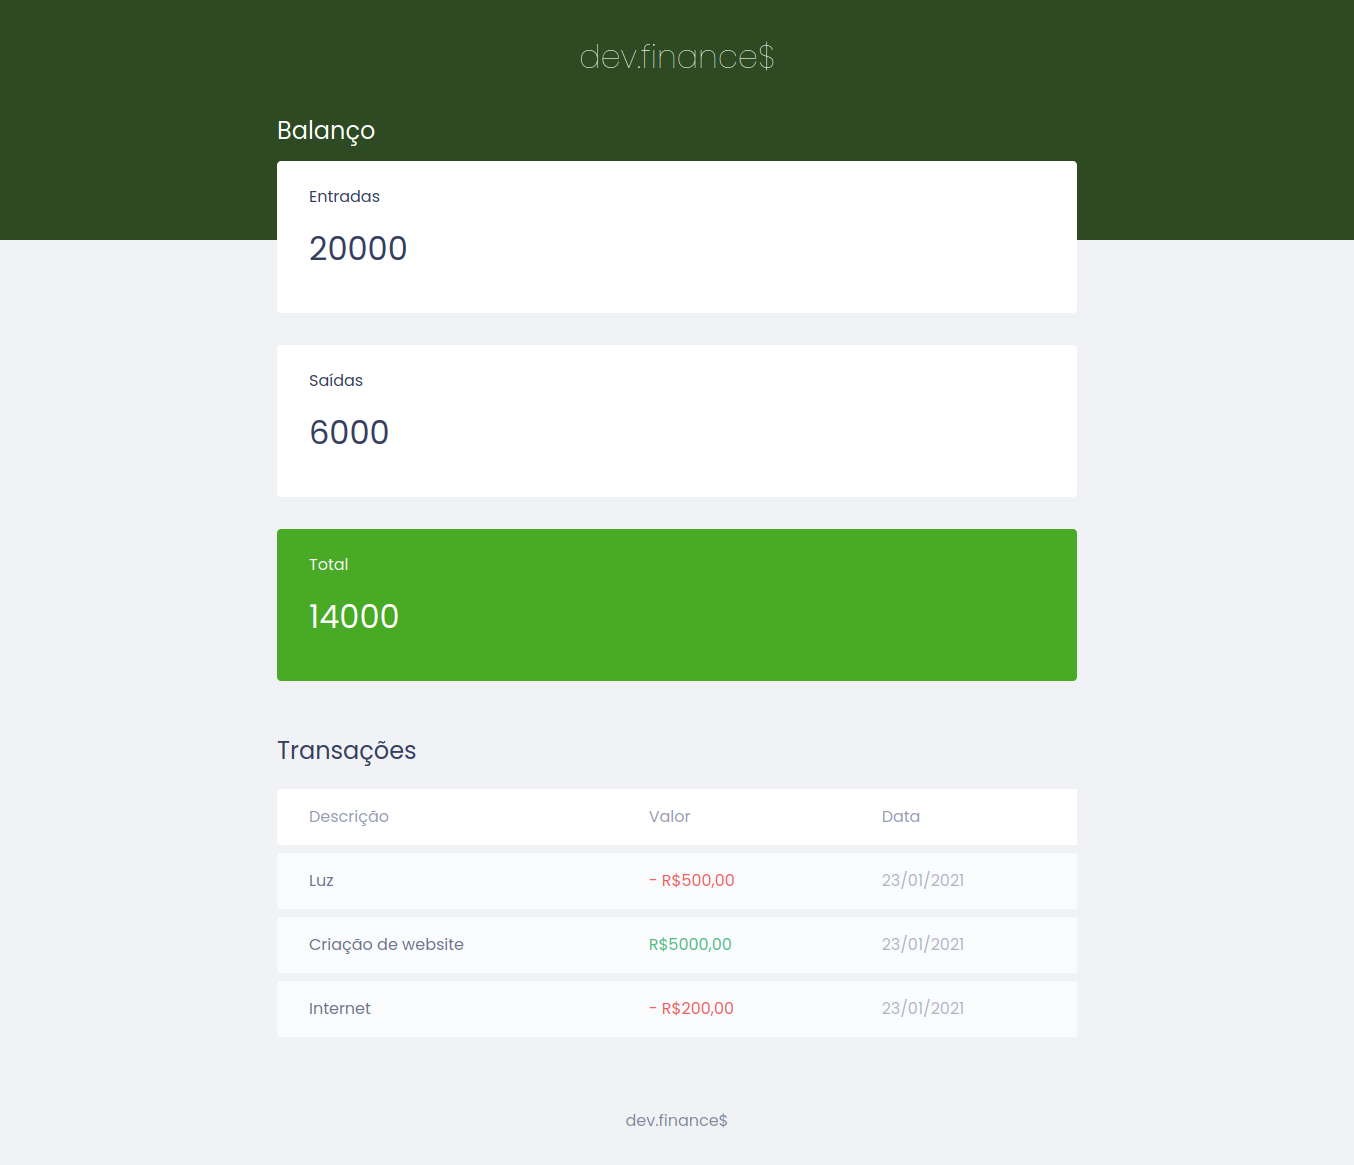 dev.finance$
Balanço
Entradas
20000
Saídas
6000
Total
14000
Transações
Descrição Valor Data
Luz - R$500,00 23/01/2021
Criação de website R$5000,00 23/01/2021
Internet - R$200,00 23/01/2021
dev.finance$